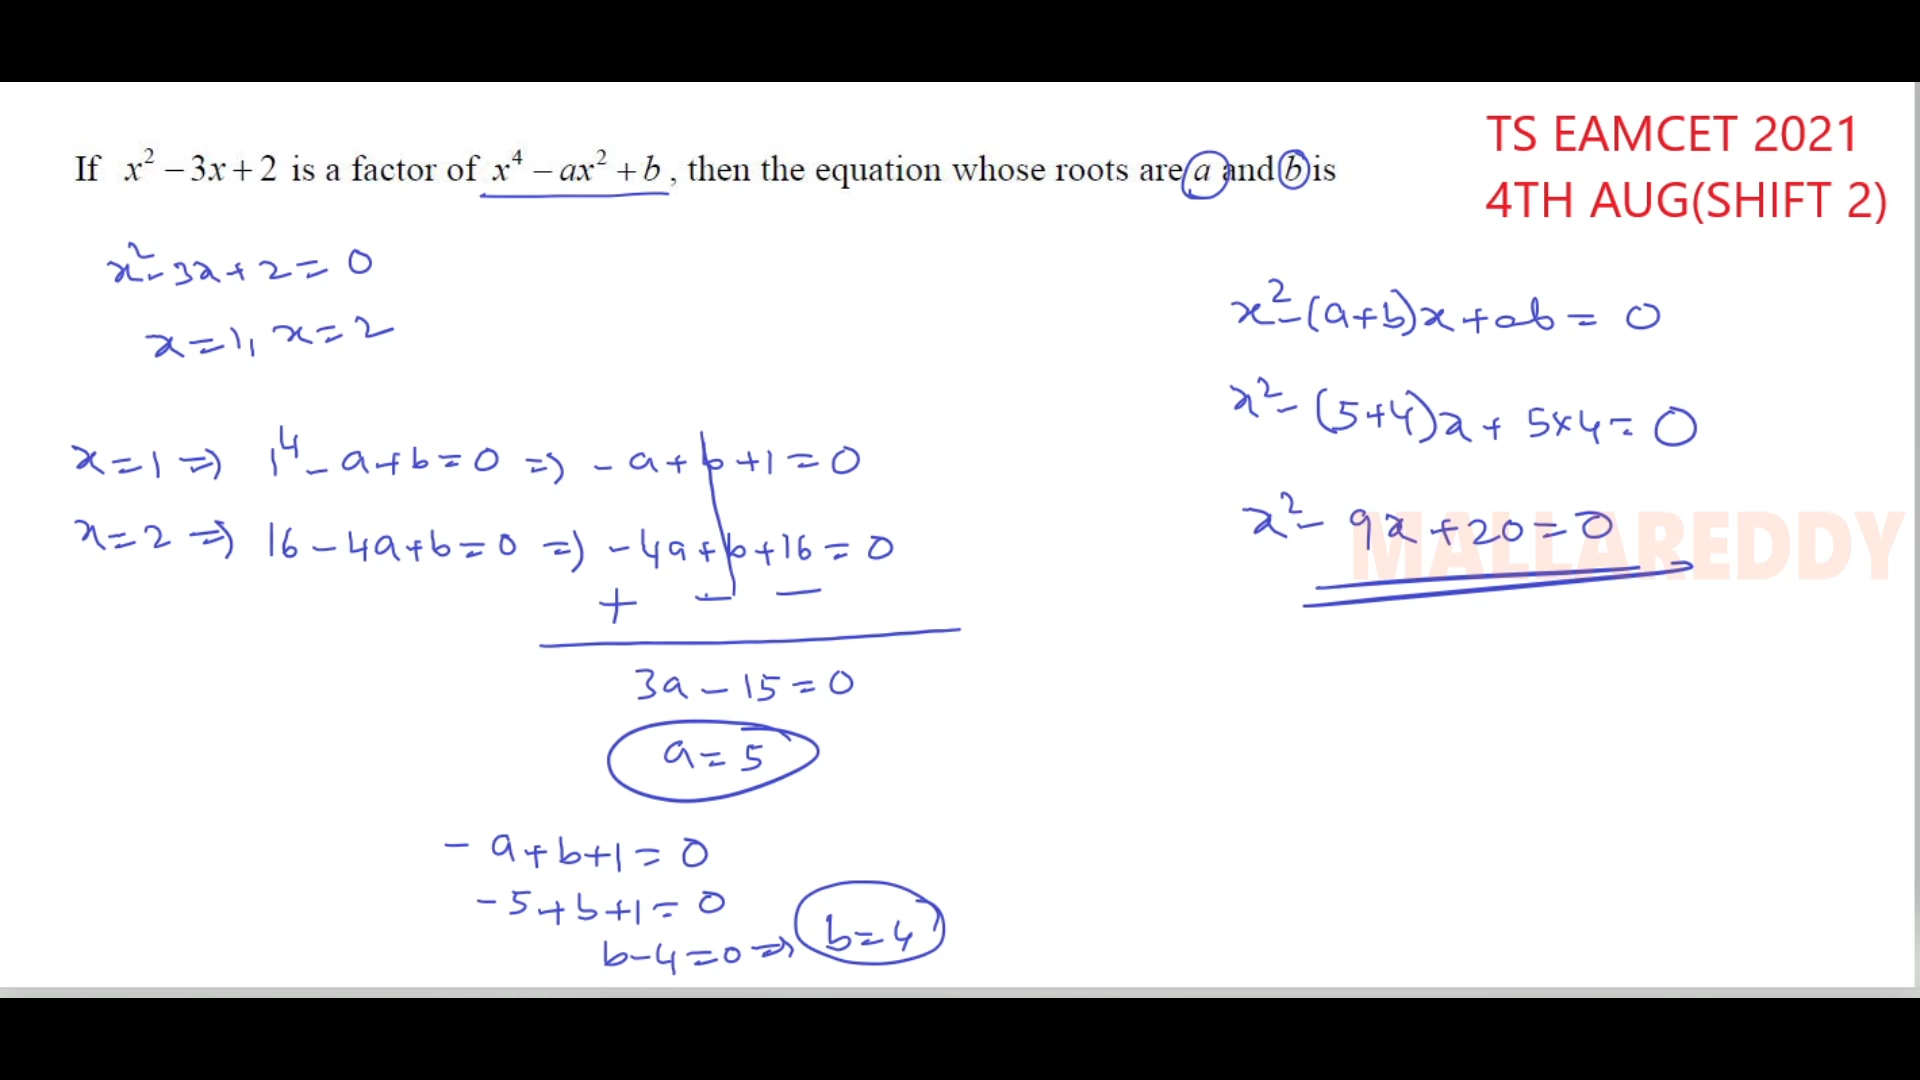 If x² − 3x + 2 is a factor of x⁴ − ax² + b, then the equation whose roots are a and b is
TS EAMCET 2021
4TH AUG(SHIFT 2)
x² - 3x + 2 = 0
x = 1, x = 2
x = 1 ⇒ 1⁴ - a + b = 0 ⇒ - a + b + 1 = 0
x = 2 ⇒ 16 - 4a + b = 0 ⇒ - 4a + b + 16 = 0
+ - -
3a - 15 = 0
a = 5
- a + b + 1 = 0
- 5 + b + 1 = 0
b - 4 = 0 ⇒ b = 4
x² - (a+b)x + ab = 0
x² - (5+4)x + 5×4 = 0
x² - 9x + 20 = 0
MALLAREDDY